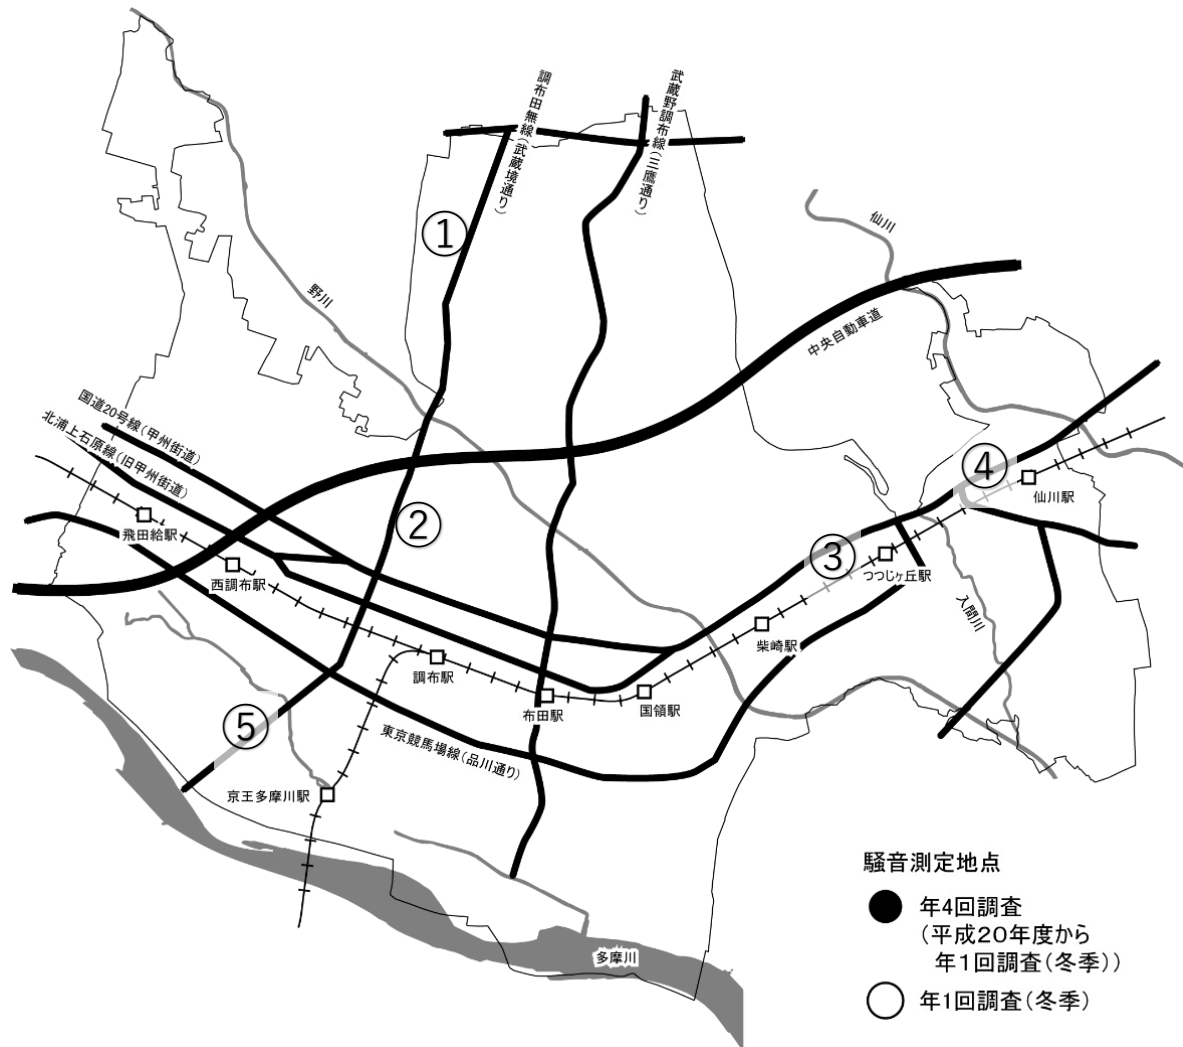 調布田無線(武蔵境通り)
武蔵野調布線(三鷹通り)
①
仙川
野川
中央自動車道
国道20号線(甲州街道)
北浦上石原線(旧甲州街道)
④
仙川駅
②
飛田給駅
③
つつじヶ丘駅
西調布駅
入間川
柴崎駅
調布駅
布田駅
国領駅
⑤
東京競馬場線(品川通り)
京王多摩川駅
多摩川
騒音測定地点
年4回調査
(平成20年度から
年1回調査(冬季))
年1回調査(冬季)